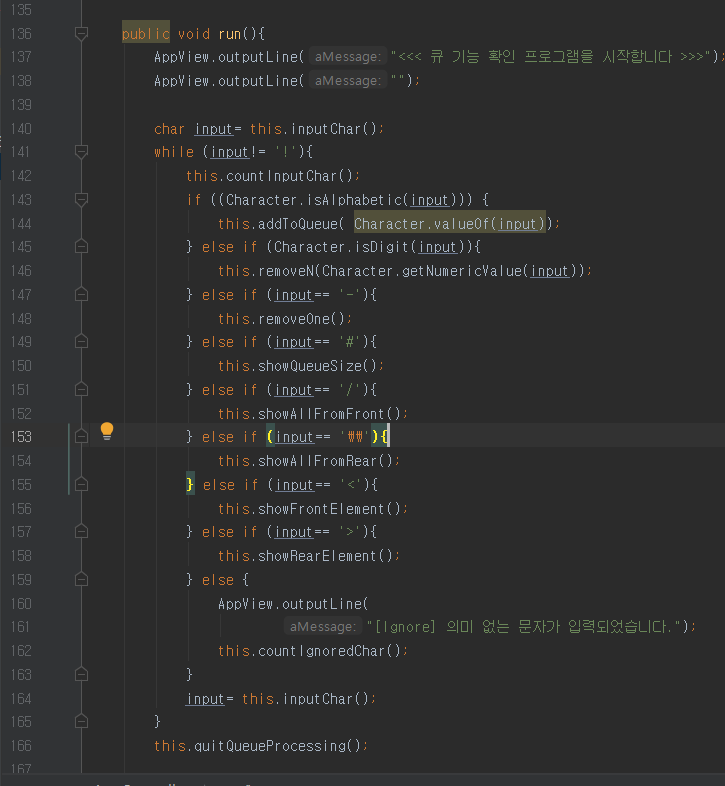 135
136 public void run(){
137 AppView.outputLine( aMessage: "<<< 큐 기능 확인 프로그램을 시작합니다 >>>");
138 AppView.outputLine( aMessage: "");
139
140 char input= this.inputChar();
141 while (input!= '!'){
142 this.countInputChar();
143 if ((Character.isAlphabetic(input))) {
144 this.addToQueue( Character.valueOf(input));
145 } else if (Character.isDigit(input)){
146 this.removeN(Character.getNumericValue(input));
147 } else if (input== '-'){
148 this.removeOne();
149 } else if (input== '#'){
150 this.showQueueSize();
151 } else if (input== '/'){
152 this.showAllFromFront();
153 } else if (input== '₩₩'){
154 this.showAllFromRear();
155 } else if (input== '<'){
156 this.showFrontElement();
157 } else if (input== '>'){
158 this.showRearElement();
159 } else {
160 AppView.outputLine(
161 aMessage: "[Ignore] 의미 없는 문자가 입력되었습니다.");
162 this.countIgnoredChar();
163 }
164 input= this.inputChar();
165 }
166 this.quitQueueProcessing();
167